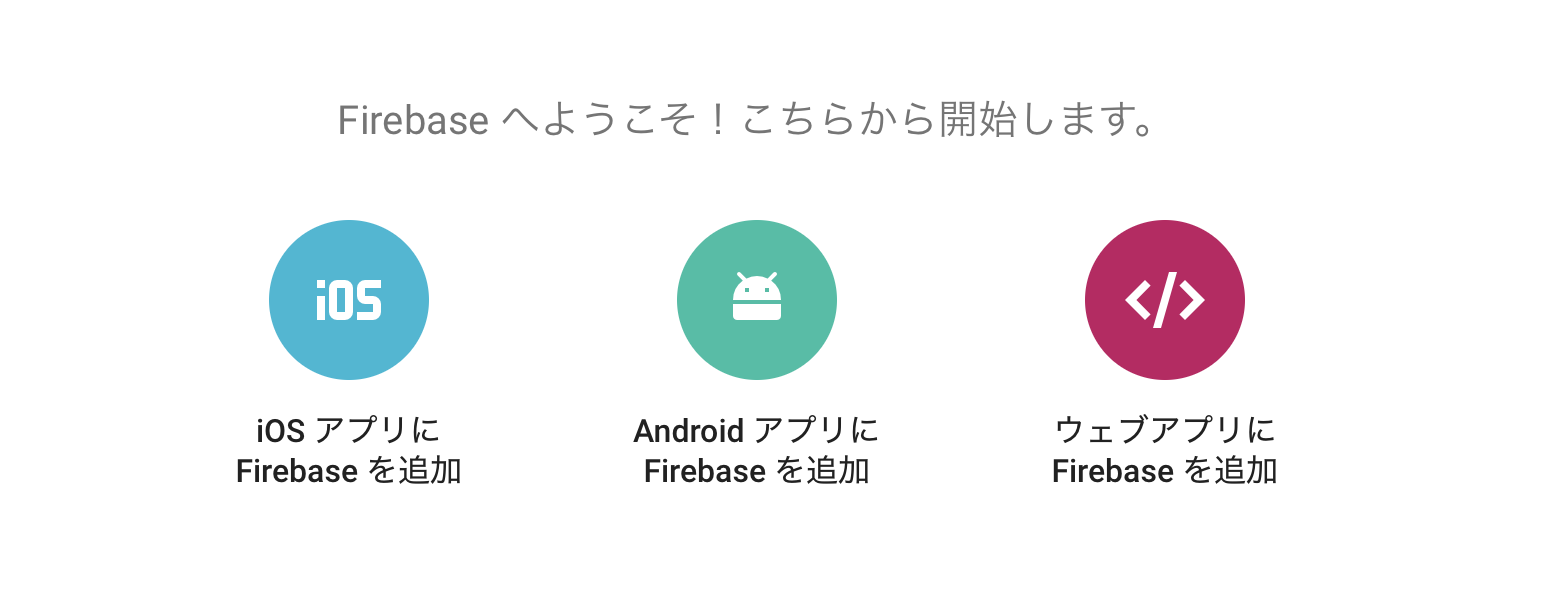 Firebase へようこそ！こちらから開始します。
iOS
</>
iOS アプリに
Firebase を追加
Android アプリに
Firebase を追加
ウェブアプリに
Firebase を追加